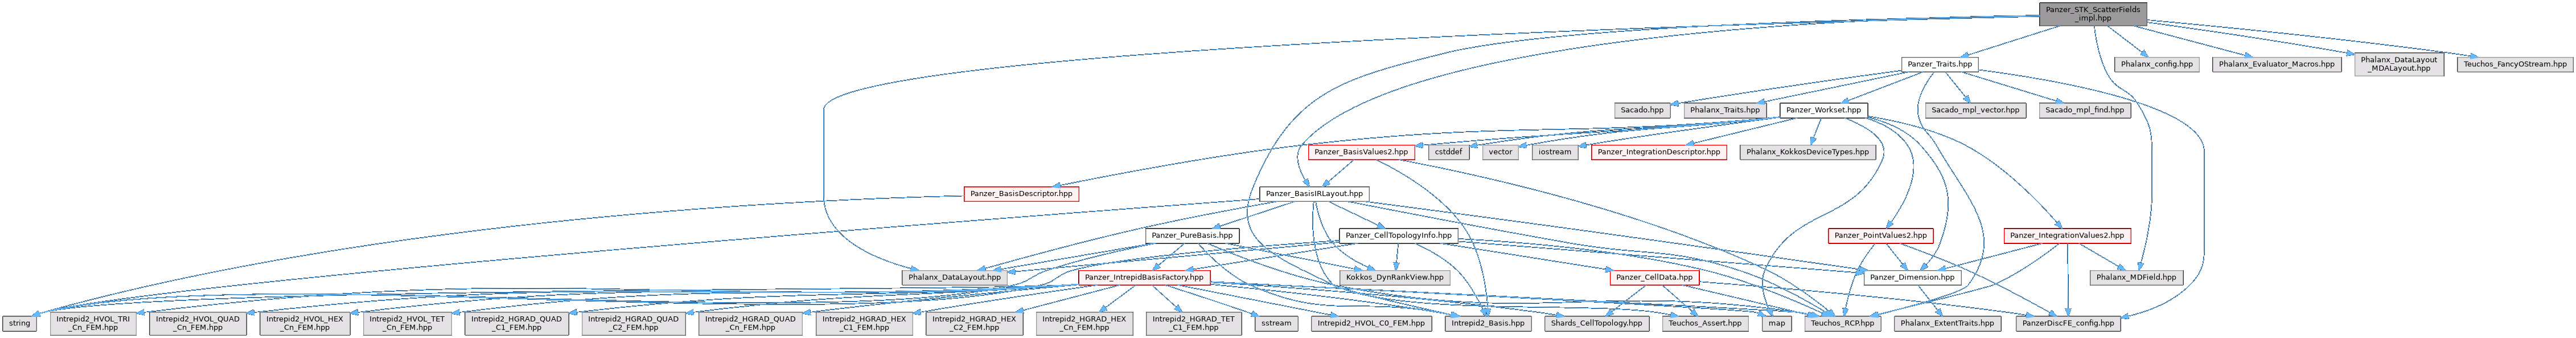 Panzer_STK_ScatterFields
_impl.hpp
Panzer_Traits.hpp
Phalanx_config.hpp
Phalanx_Evaluator_Macros.hpp
Phalanx_DataLayout
_MDALayout.hpp
Teuchos_FancyOStream.hpp
Sacado.hpp
Phalanx_Traits.hpp
Panzer_Workset.hpp
Sacado_mpl_vector.hpp
Sacado_mpl_find.hpp
Panzer_BasisValues2.hpp
cstddef
vector
iostream
Panzer_IntegrationDescriptor.hpp
Phalanx_KokkosDeviceTypes.hpp
Panzer_BasisDescriptor.hpp
Panzer_BasisIRLayout.hpp
Panzer_PureBasis.hpp
Panzer_CellTopologyInfo.hpp
Panzer_PointValues2.hpp
Panzer_IntegrationValues2.hpp
Phalanx_DataLayout.hpp
Panzer_IntrepidBasisFactory.hpp
Kokkos_DynRankView.hpp
Panzer_CellData.hpp
Panzer_Dimension.hpp
Phalanx_MDField.hpp
string
Intrepid2_HVOL_TRI
_Cn_FEM.hpp
Intrepid2_HVOL_QUAD
_Cn_FEM.hpp
Intrepid2_HVOL_HEX
_Cn_FEM.hpp
Intrepid2_HVOL_TET
_Cn_FEM.hpp
Intrepid2_HGRAD_QUAD
_C1_FEM.hpp
Intrepid2_HGRAD_QUAD
_C2_FEM.hpp
Intrepid2_HGRAD_QUAD
_Cn_FEM.hpp
Intrepid2_HGRAD_HEX
_C1_FEM.hpp
Intrepid2_HGRAD_HEX
_C2_FEM.hpp
Intrepid2_HGRAD_HEX
_Cn_FEM.hpp
Intrepid2_HGRAD_TET
_C1_FEM.hpp
sstream
Intrepid2_HVOL_C0_FEM.hpp
Intrepid2_Basis.hpp
Shards_CellTopology.hpp
Teuchos_Assert.hpp
map
Teuchos_RCP.hpp
Phalanx_ExtentTraits.hpp
PanzerDiscFE_config.hpp